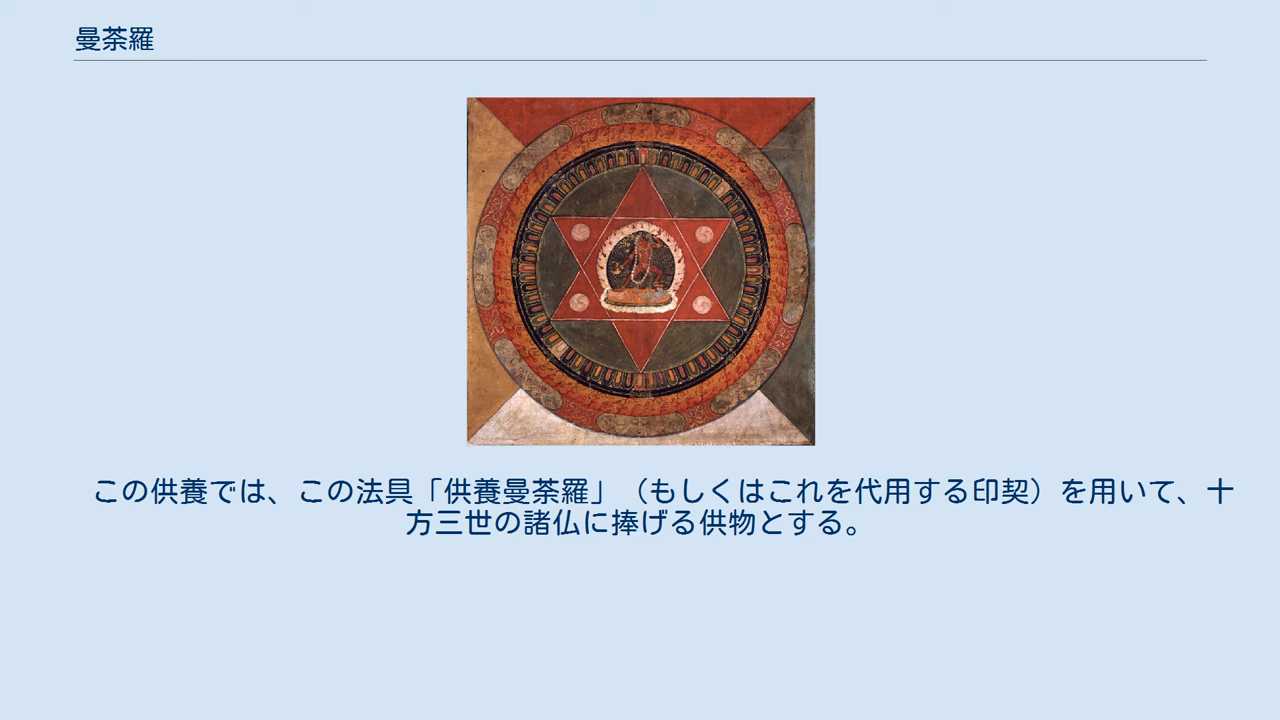 曼荼羅
この供養では、この法具「供養曼荼羅」（もしくはこれを代用する印契）を用いて、十
方三世の諸仏に捧げる供物とする。